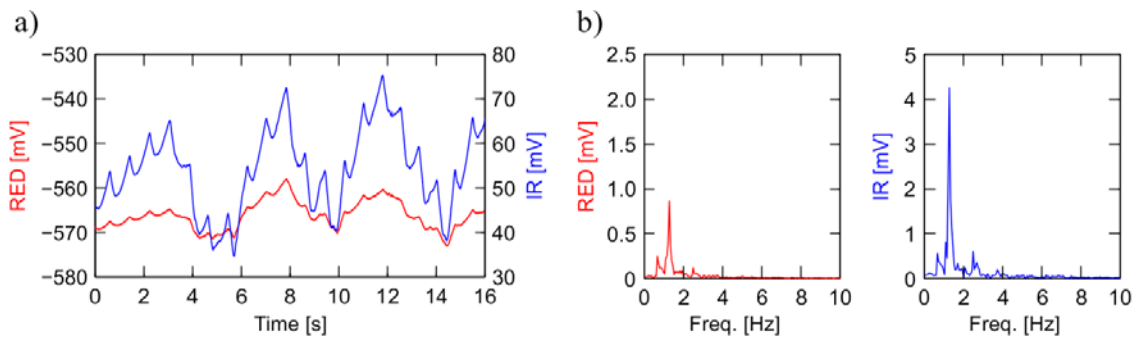 a)
−530
−540
−550
−560
−570
−580
RED [mV]
80
70
60
50
40
30
IR [mV]
0 2 4 6 8 10 12 14 16
Time [s]
b)
2.5
2.0
1.5
1.0
0.5
0
RED [mV]
0 2 4 6 8 10
Freq. [Hz]
5
4
3
2
1
0
IR [mV]
0 2 4 6 8 10
Freq. [Hz]